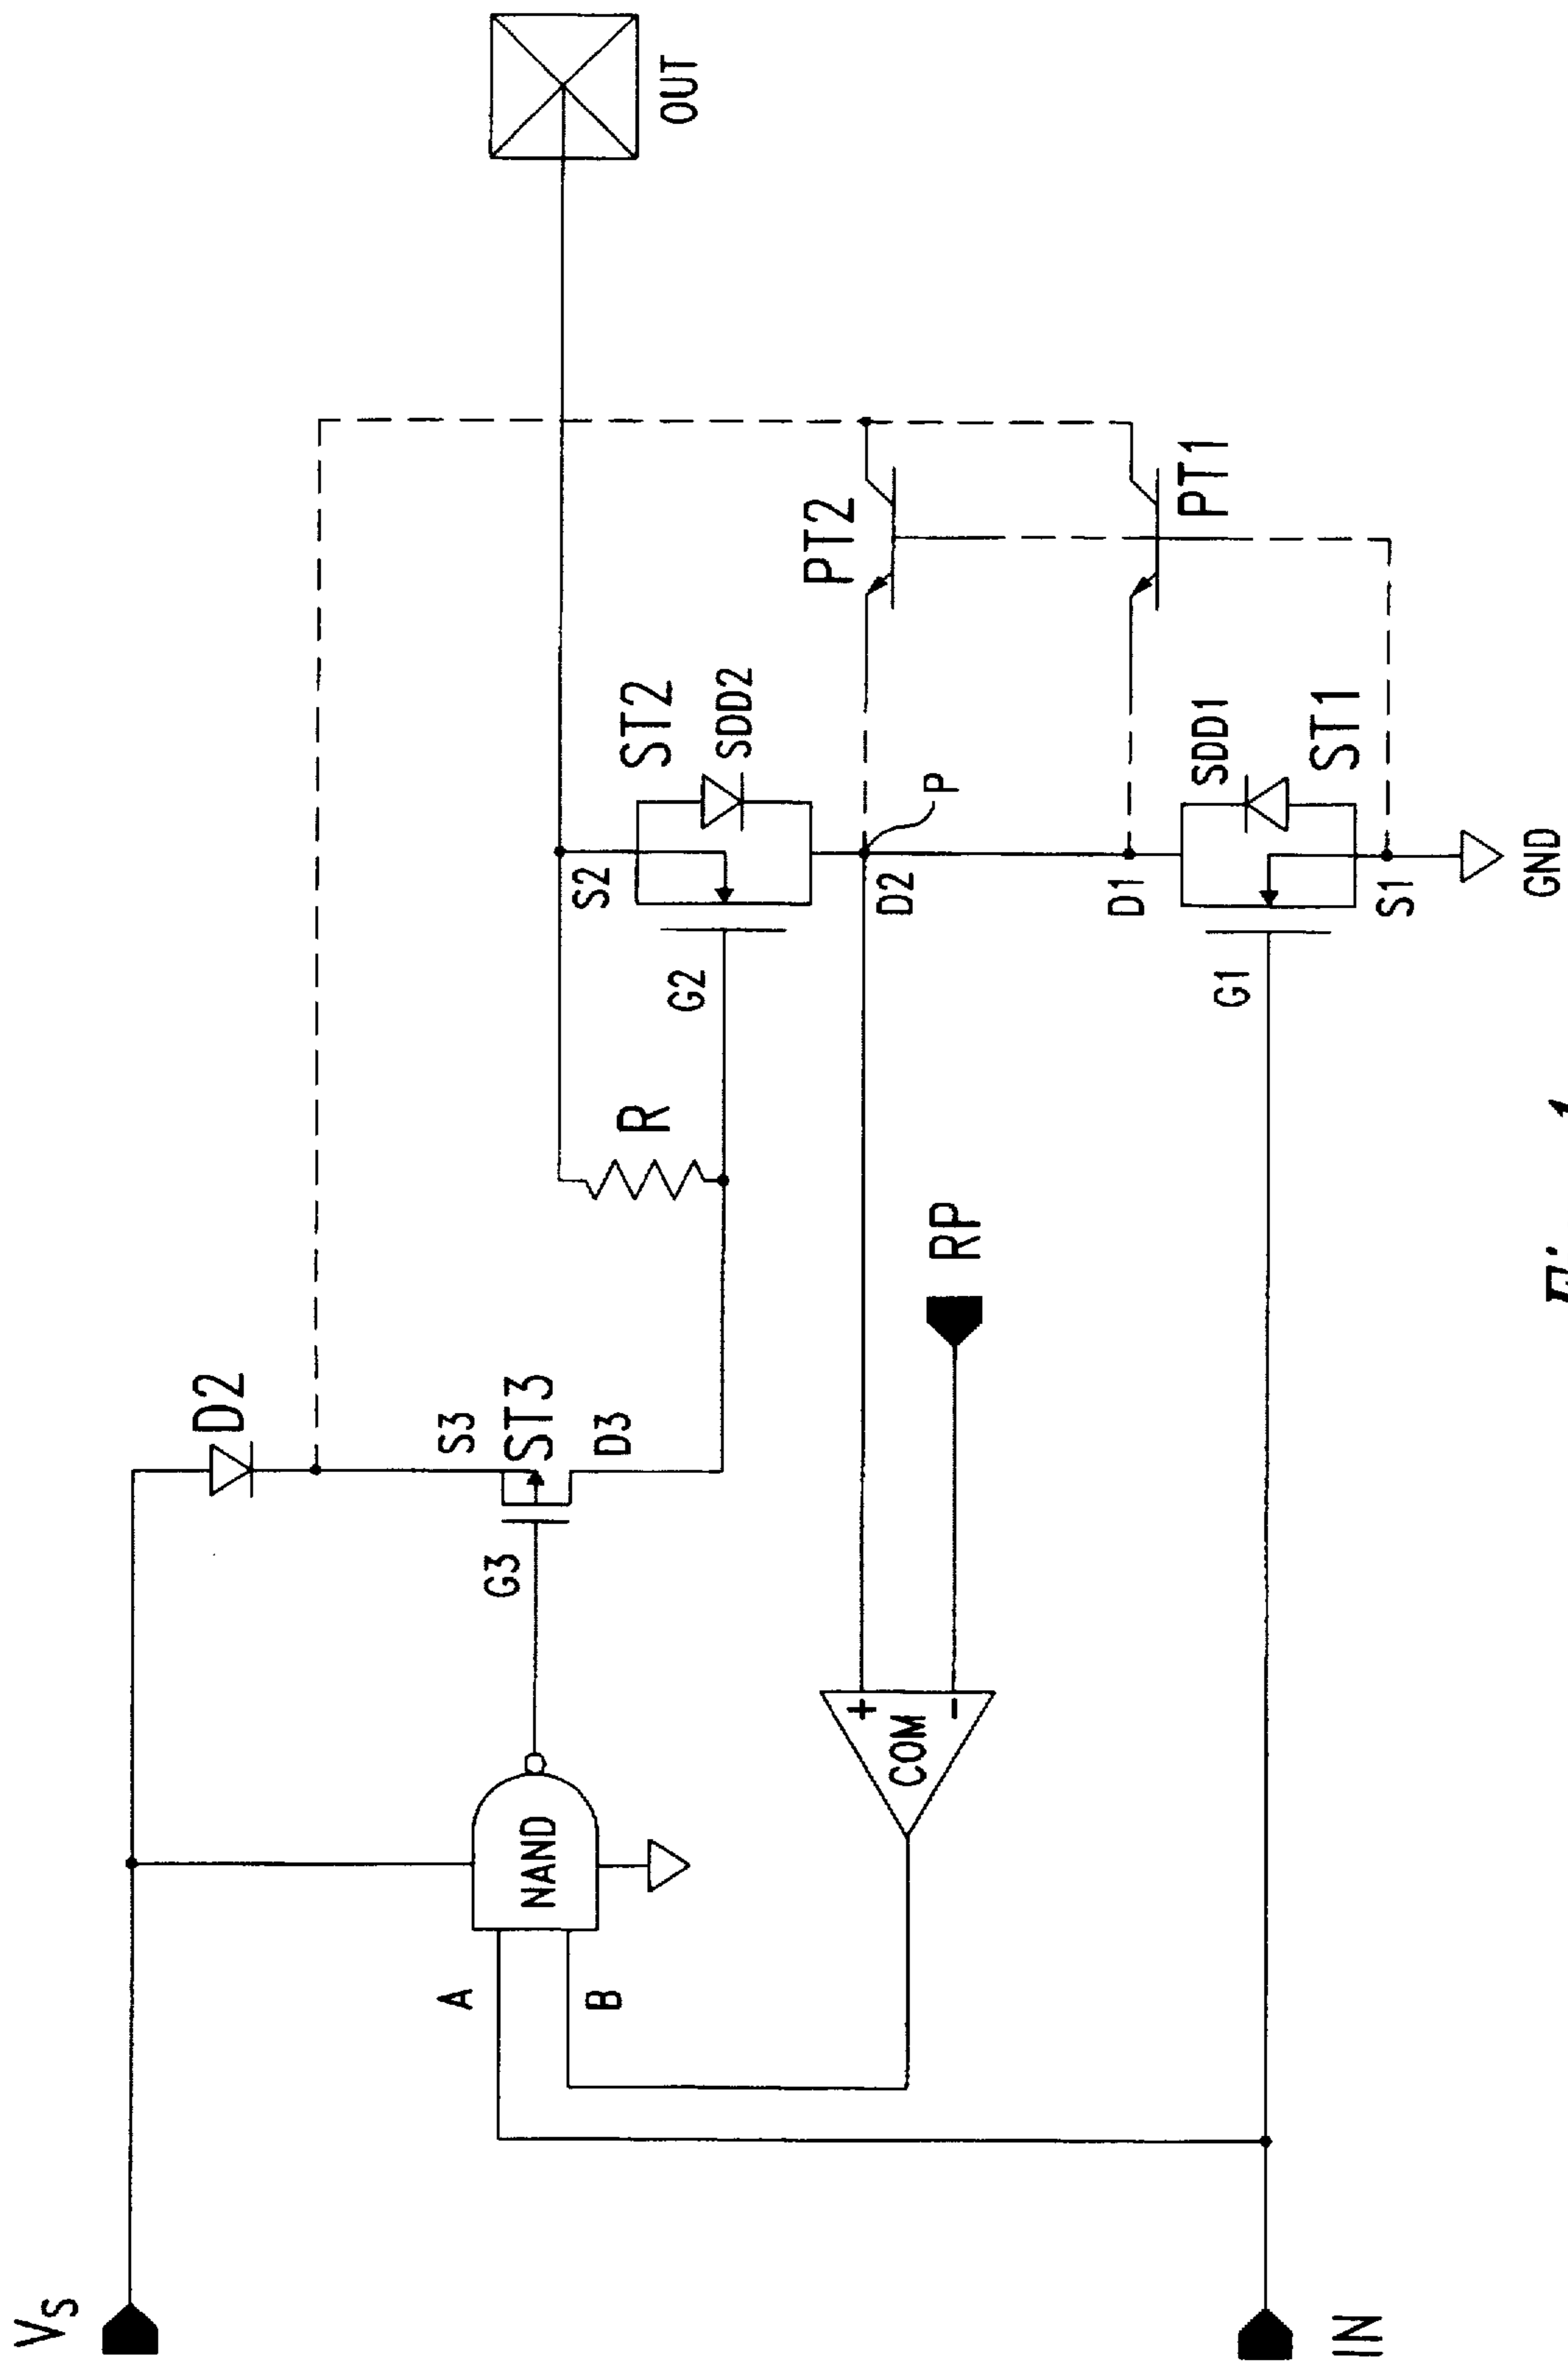 V_S
D2
S3
ST3
D3
G3
NAND
A
B
COM
+
-
RP
R
OUT
S2
ST2
SDD2
G2
D2
P
PT2
PT1
D1
SDD1
ST1
G1
S1
GND
IN